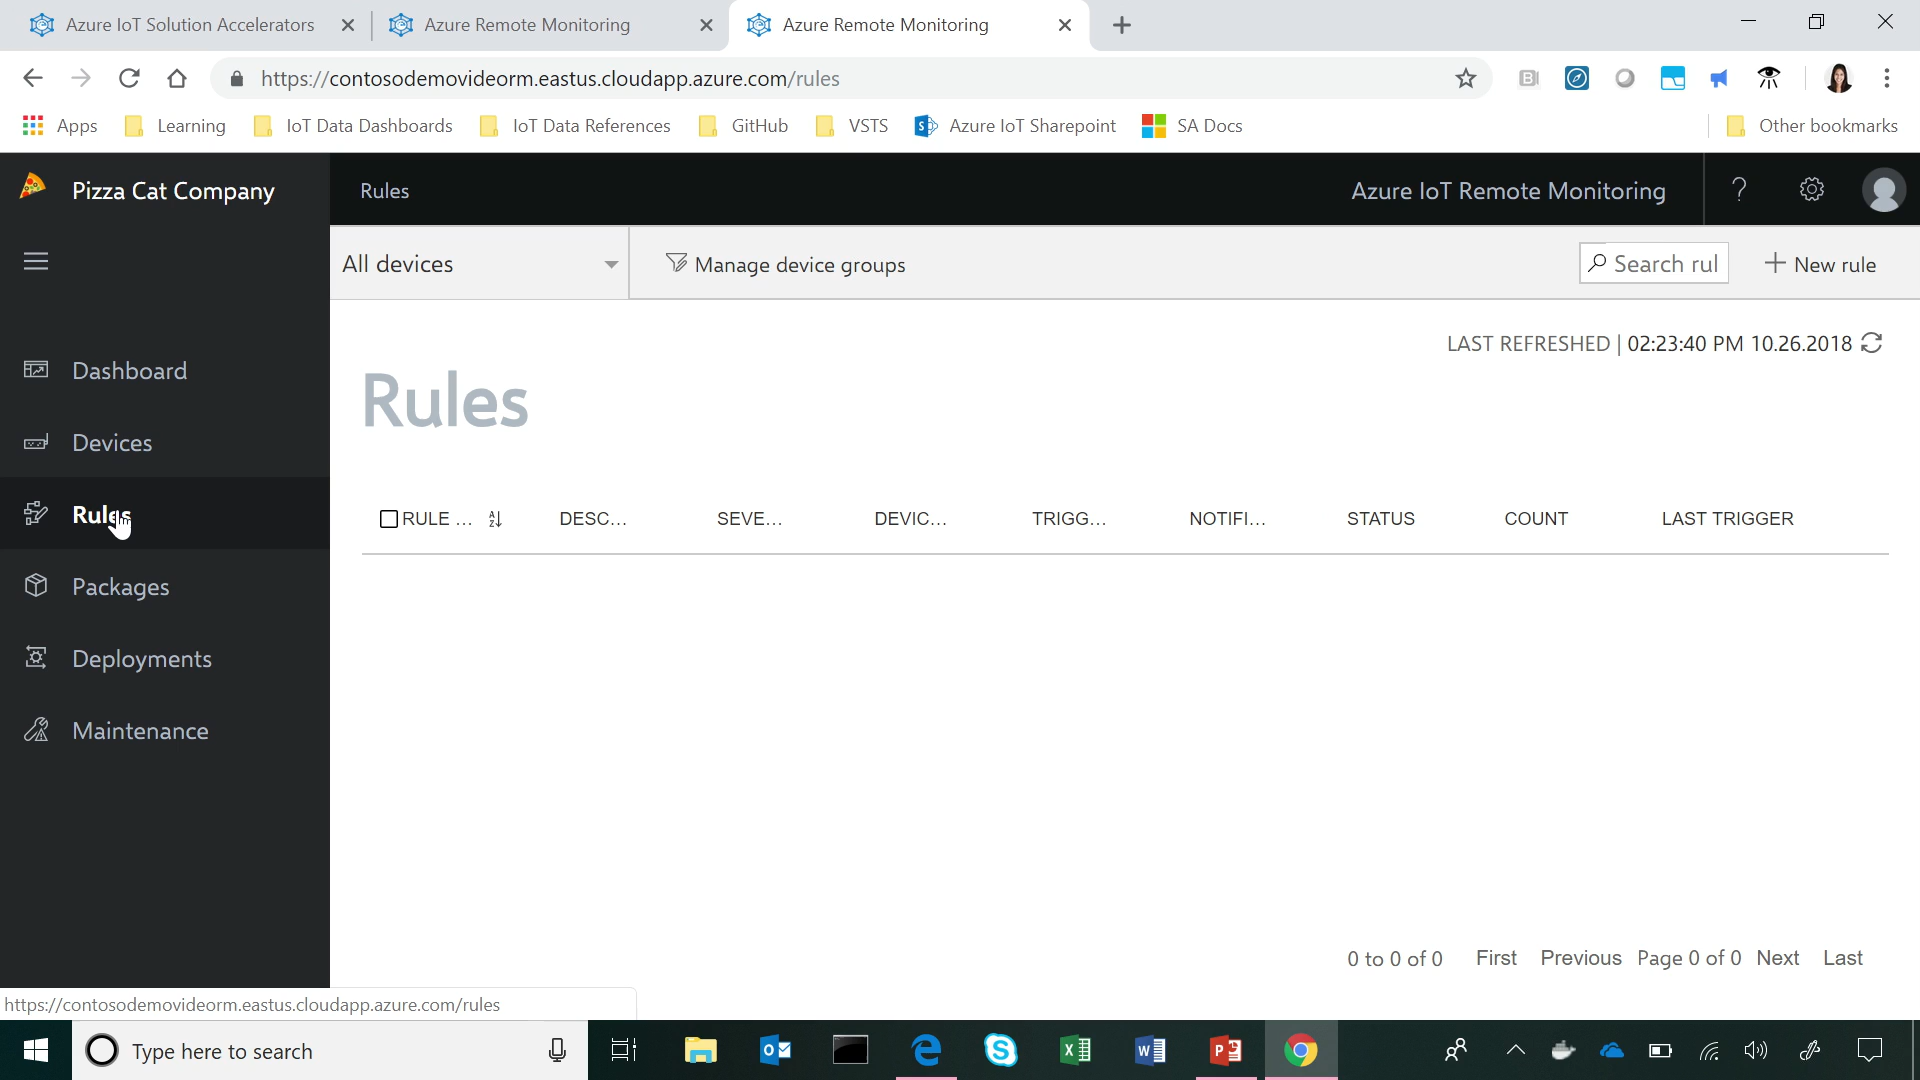 Azure IoT Solution Accelerators
Azure Remote Monitoring
Azure Remote Monitoring
https://contosodemovideorm.eastus.cloudapp.azure.com/rules
Apps
Learning
IoT Data Dashboards
IoT Data References
GitHub
VSTS
Azure IoT Sharepoint
SA Docs
Other bookmarks
Pizza Cat Company
Rules
Azure IoT Remote Monitoring
All devices
Manage device groups
Search rul
New rule
LAST REFRESHED | 02:23:40 PM 10.26.2018
Dashboard
Devices
Rules
Packages
Deployments
Maintenance
Rules
RULE ...
DESC...
SEVE...
DEVIC...
TRIGG...
NOTIFI...
STATUS
COUNT
LAST TRIGGER
0 to 0 of 0
First
Previous
Page 0 of 0
Next
Last
https://contosodemovideorm.eastus.cloudapp.azure.com/rules
Type here to search